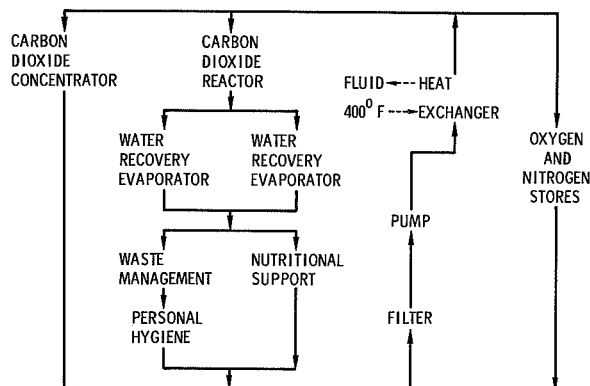 CARBON
DIOXIDE
CONCENTRATOR
CARBON
DIOXIDE
REACTOR
FLUID HEAT
400° F EXCHANGER
OXYGEN
AND
NITROGEN
STORES
WATER
RECOVERY
EVAPORATOR
WATER
RECOVERY
EVAPORATOR
PUMP
WASTE
MANAGEMENT
NUTRITIONAL
SUPPORT
PERSONAL
HYGIENE
FILTER